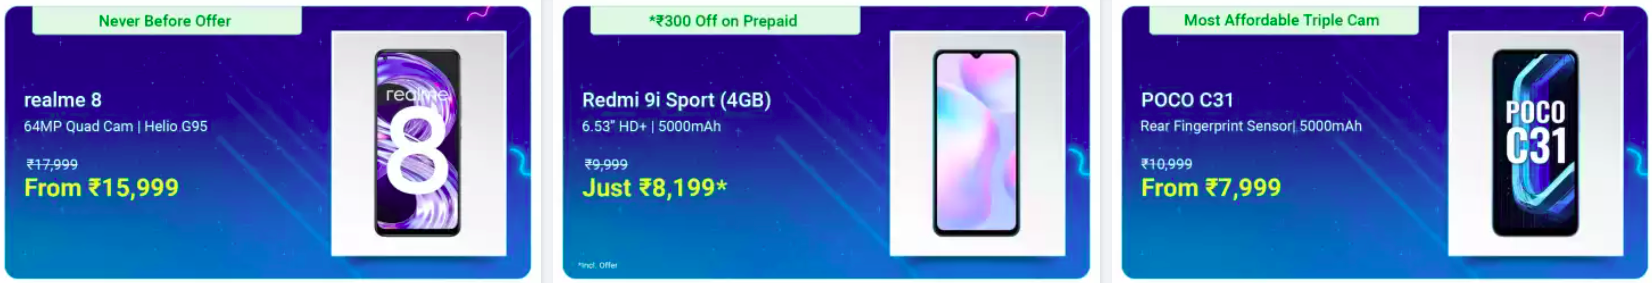 Never Before Offer
realme 8
64MP Quad Cam | Helio G95
₹17,999
From ₹15,999
realme
8
*₹300 Off on Prepaid
Redmi 9i Sport (4GB)
6.53" HD+ | 5000mAh
₹9,999
Just ₹8,199*
*Incl. Offer
Most Affordable Triple Cam
POCO C31
Rear Fingerprint Sensor| 5000mAh
₹10,999
From ₹7,999
POCO
C31